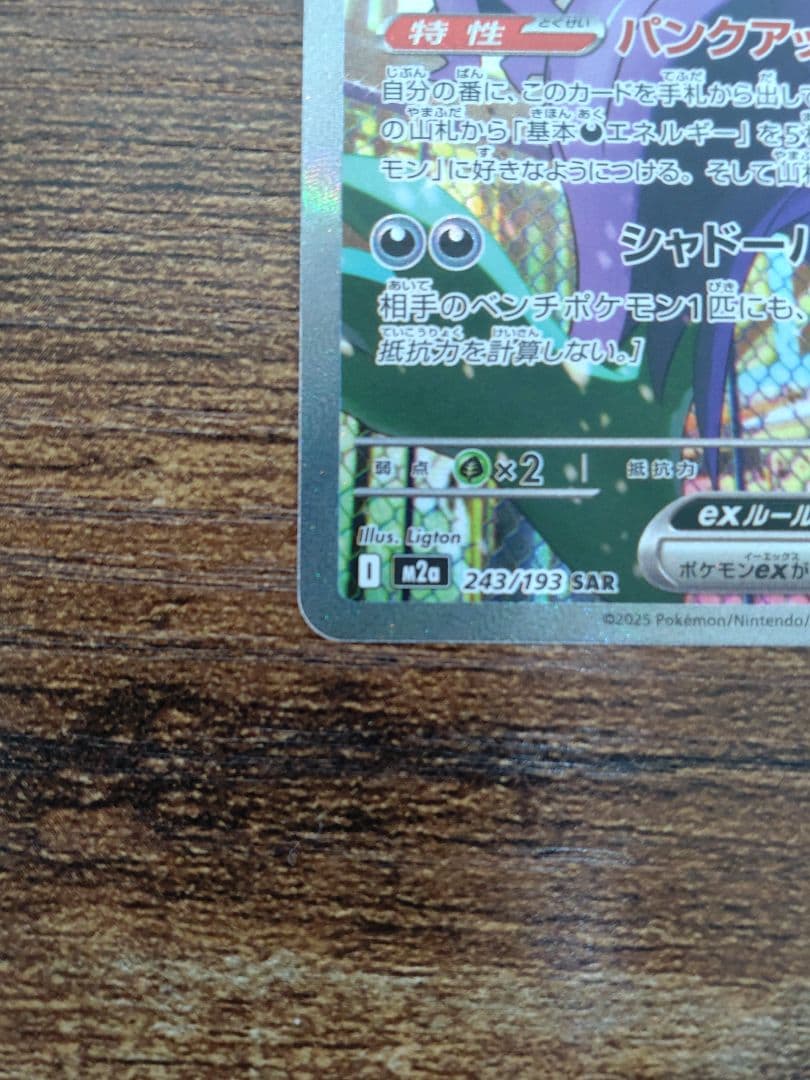 特性 とくせい パンクアッ
自分の番に、このカードを手札から出して
の山札から「基本エネルギー」を5
モン」に好きなようにつける。そして山札
シャドー
相手のベンチポケモン1匹にも、
抵抗力を計算しない。]
弱点 ×2 抵抗力
exルール
Illus. Ligton
ポケモンexが
I M2a 243/193 SAR
©2025 Pokémon/Nintendo/